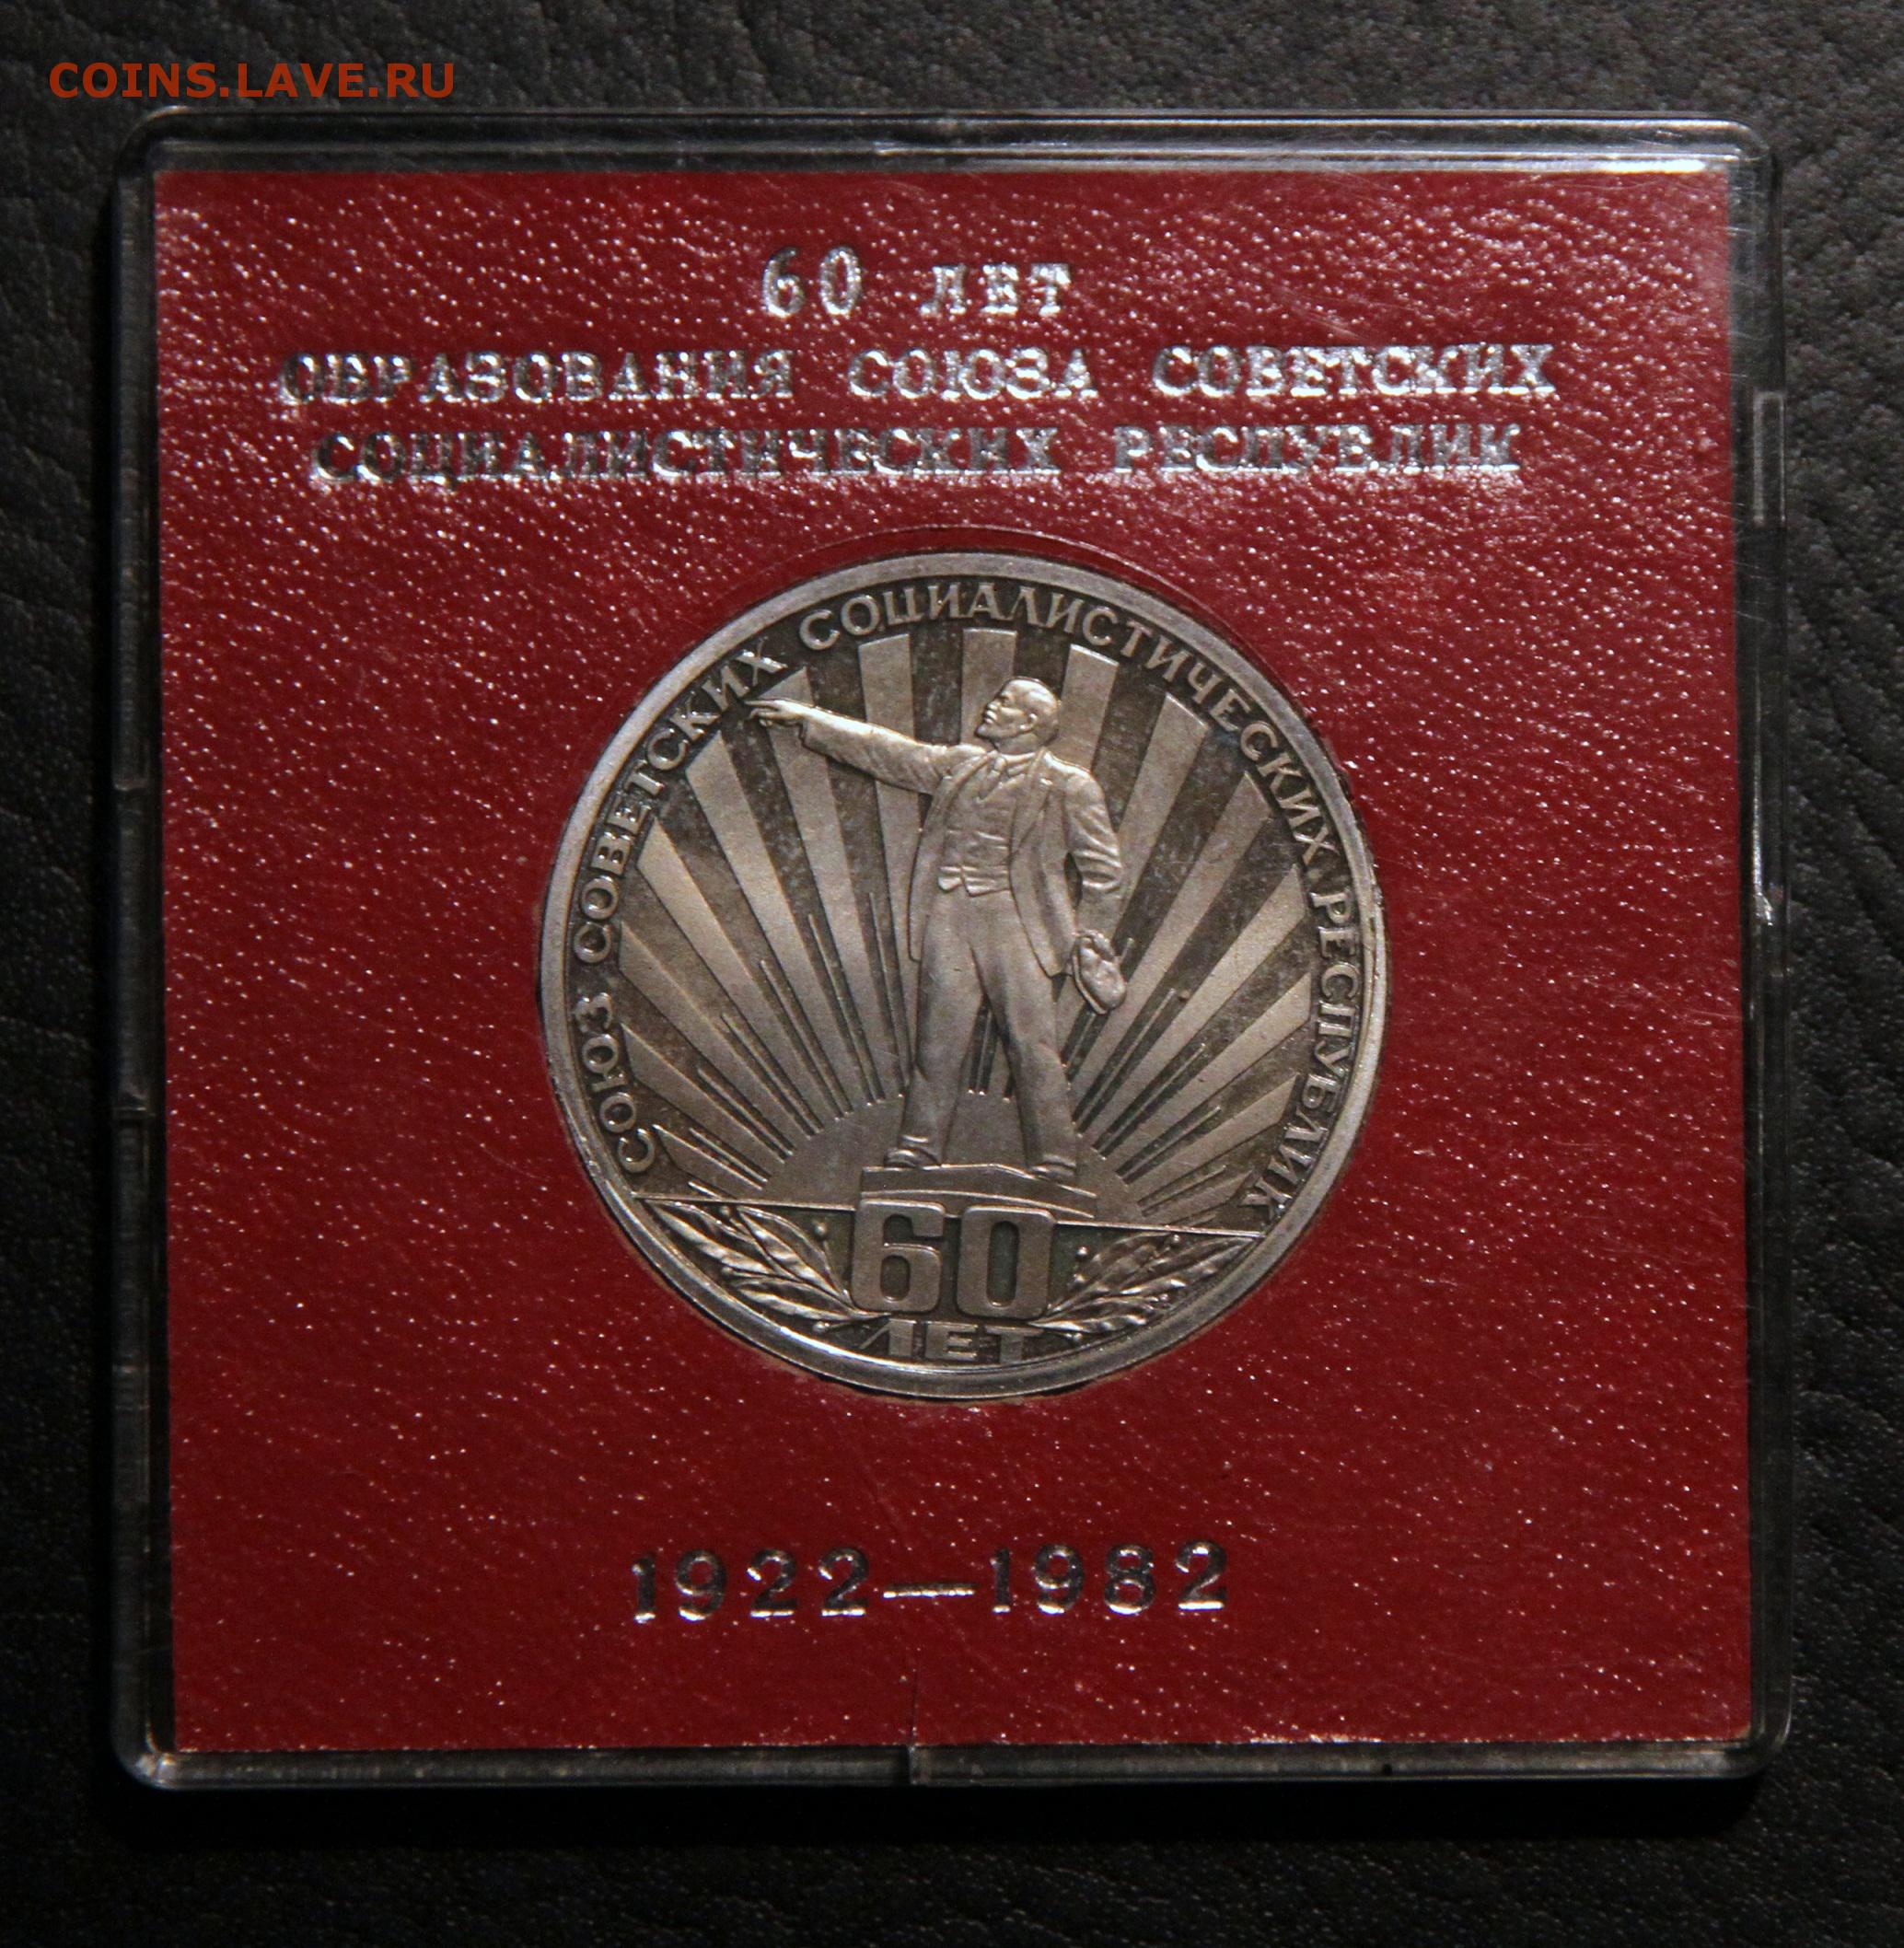 COINS.LAVE.RU
60 ЛЕТ
ОБРАЗОВАНИЯ СОЮЗА СОВЕТСКИХ
СОЦИАЛИСТИЧЕСКИХ РЕСПУБЛИК
СОЮЗ СОВЕТСКИХ СОЦИАЛИСТИЧЕСКИХ РЕСПУБЛИК
60
ЛЕТ
1922—1982